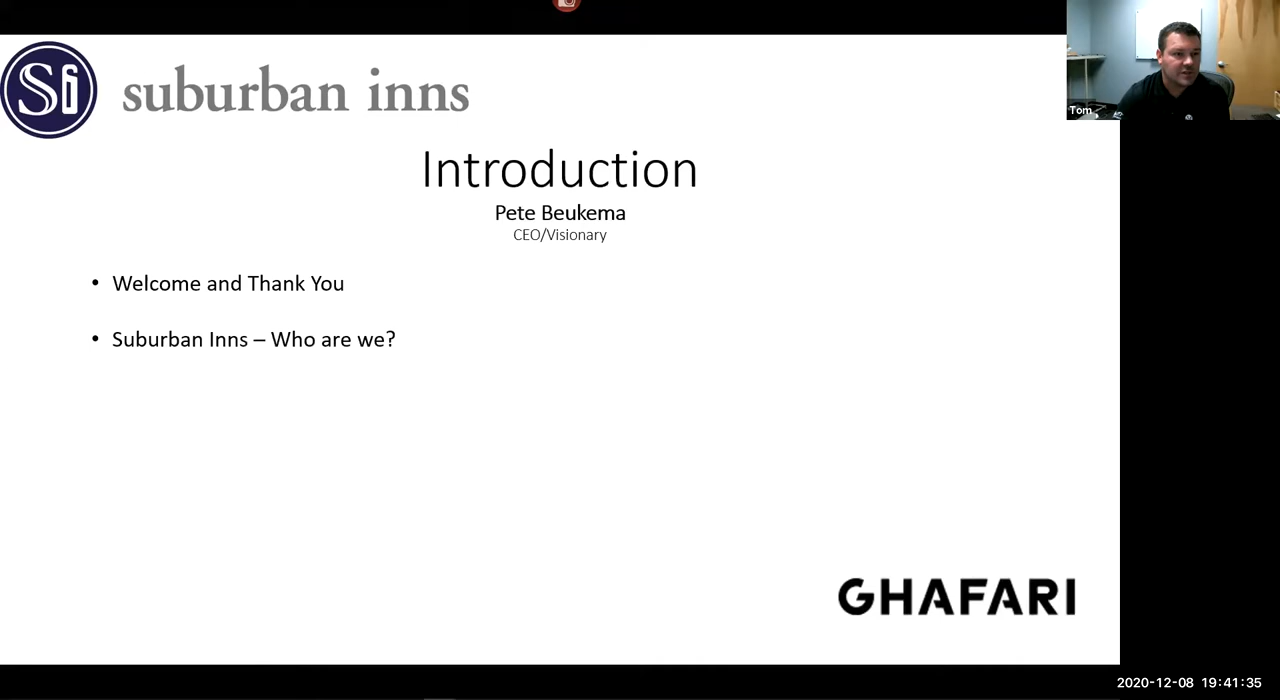 Si
suburban inns
Tom
Introduction
Pete Beukema
CEO/Visionary
• Welcome and Thank You
• Suburban Inns – Who are we?
GHAFARI
2020-12-08 19:41:35